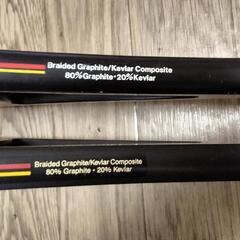 Braided Graphite/Kevlar Composite
80%Graphite·20%Kevlar
Braided Graphite/Kevlar Composite
80% Graphite · 20% Kevlar